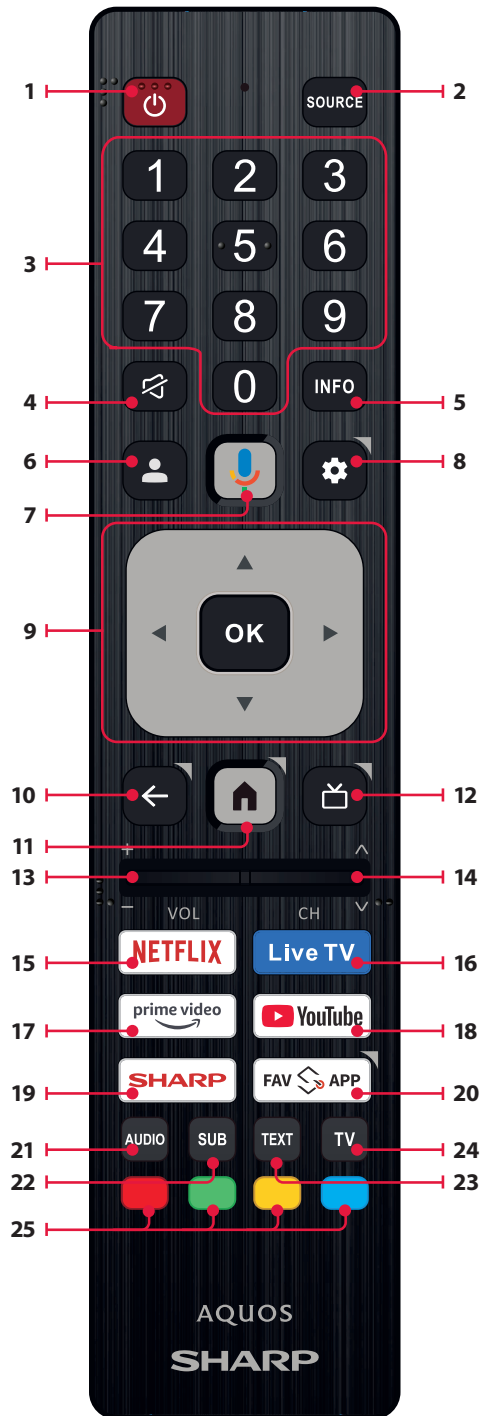 1
2
SOURCE
1 2 3
3
4 5 6
7 8 9
0
4
INFO
5
6
7
8
9
OK
10
11
12
+
13
14
−
VOL
CH
15
NETFLIX
Live TV
16
17
prime video
YouTube
18
19
SHARP
FAV APP
20
21
AUDIO
SUB
TEXT
TV
24
22
23
25
AQUOS
SHARP